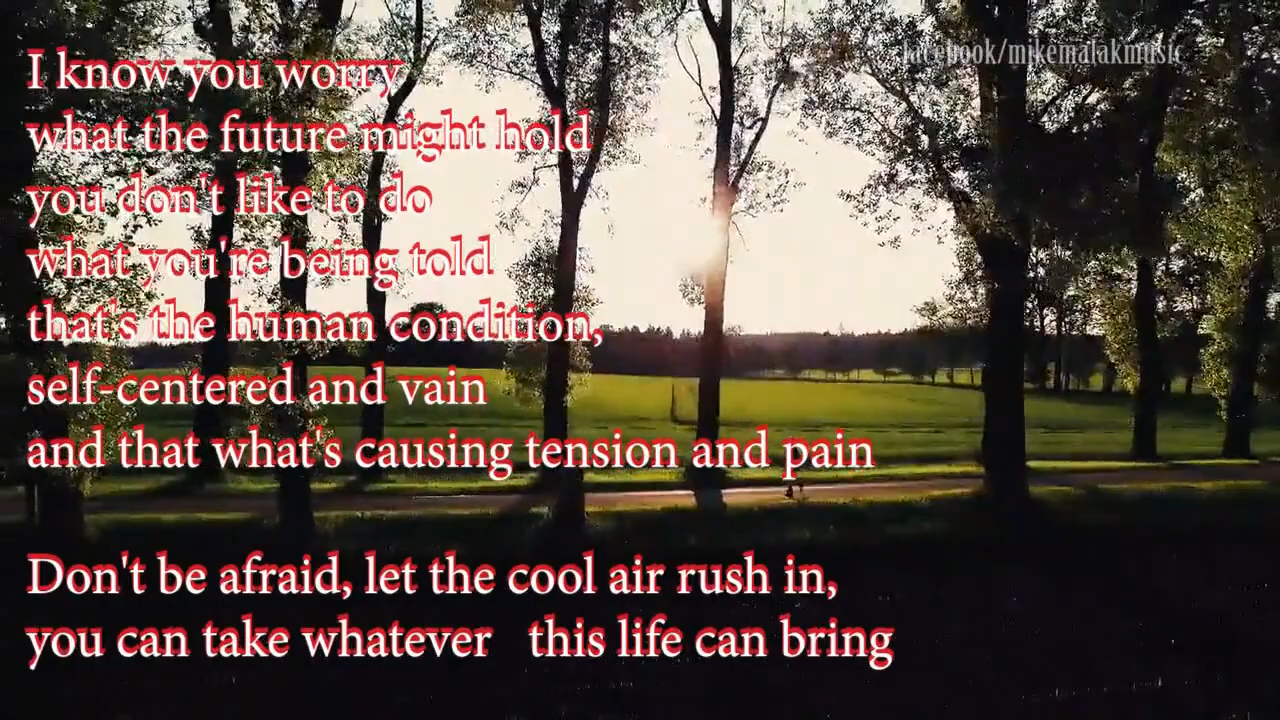 facebook/mikemalakmusic
I know you worry
what the future might hold
you don't like to do
what you're being told
that's the human condition,
self-centered and vain
and that what's causing tension and pain
Don't be afraid, let the cool air rush in,
you can take whatever this life can bring